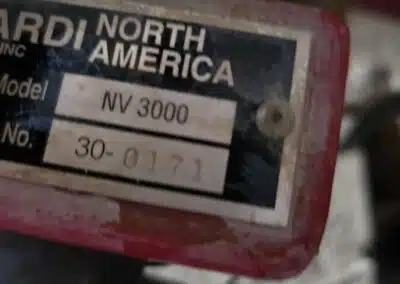 ARDI NORTH
INC AMERICA
Model NV 3000
No. 30-0171